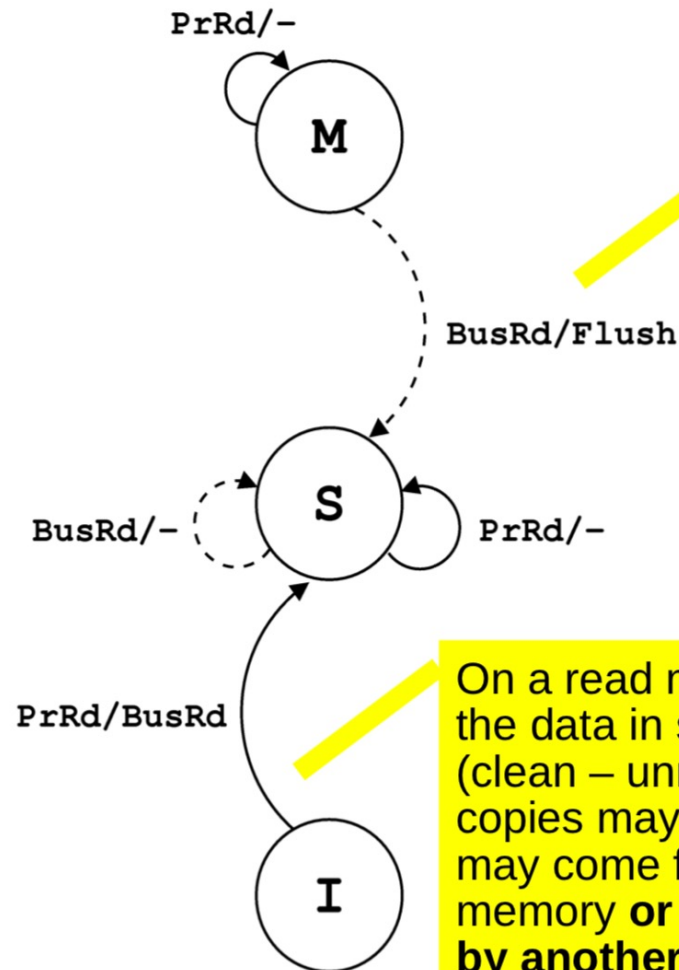 PrRd/-
M
BusRd/Flush
S
BusRd/-
PrRd/-
PrRd/BusRd
On a read
the data in
(clean –
copies may
may come
memory or
by another
I